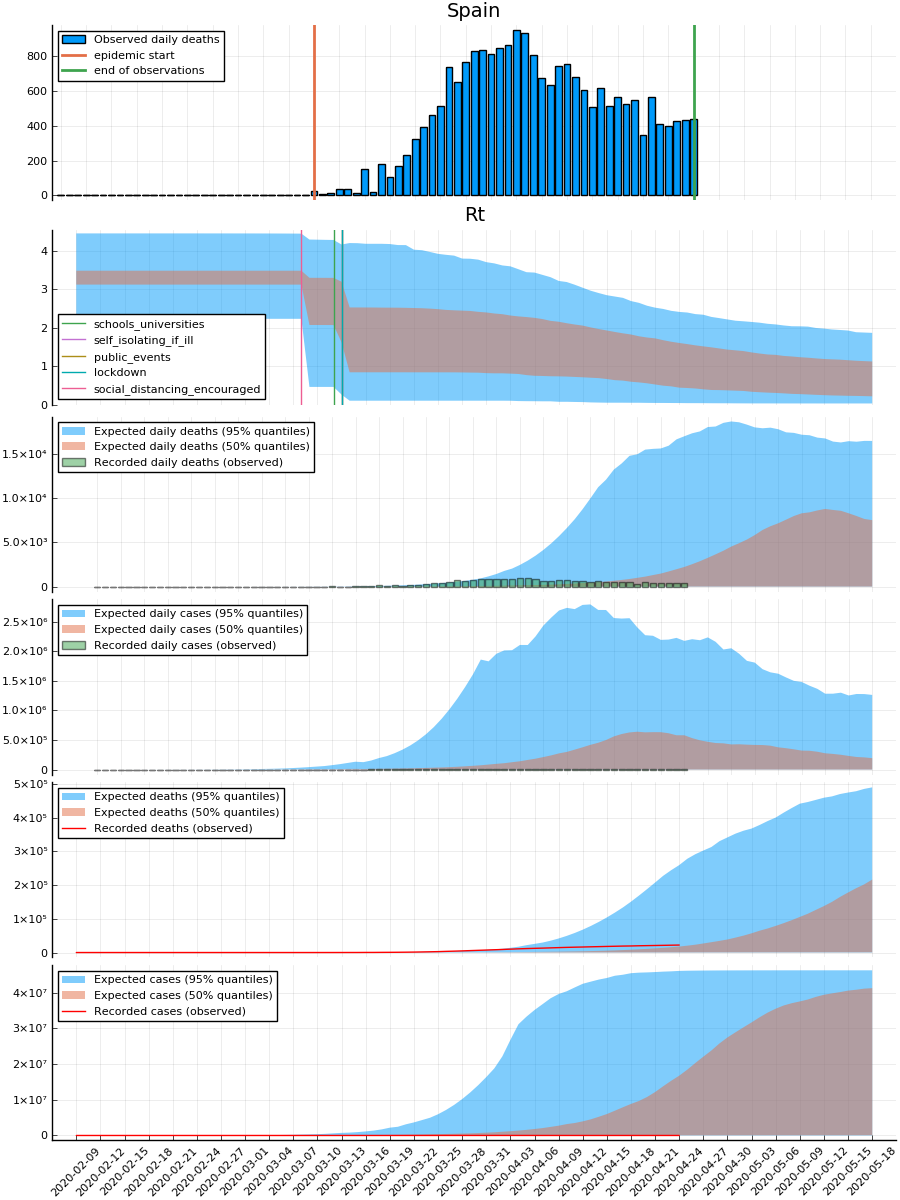 Spain
Observed daily deaths
epidemic start
end of observations
800
600
400
200
0
Rt
4
3
2
1
0
schools_universities
self_isolating_if_ill
public_events
lockdown
social_distancing_encouraged
Expected daily deaths (95% quantiles)
Expected daily deaths (50% quantiles)
Recorded daily deaths (observed)
1.5×10⁴
1.0×10⁴
5.0×10³
0
Expected daily cases (95% quantiles)
Expected daily cases (50% quantiles)
Recorded daily cases (observed)
2.5×10⁶
2.0×10⁶
1.5×10⁶
1.0×10⁶
5.0×10⁵
0
Expected deaths (95% quantiles)
Expected deaths (50% quantiles)
Recorded deaths (observed)
5×10⁵
4×10⁵
3×10⁵
2×10⁵
1×10⁵
0
Expected cases (95% quantiles)
Expected cases (50% quantiles)
Recorded cases (observed)
4×10⁷
3×10⁷
2×10⁷
1×10⁷
0
2020-02-09
2020-02-12
2020-02-15
2020-02-18
2020-02-21
2020-02-24
2020-02-27
2020-03-01
2020-03-04
2020-03-07
2020-03-10
2020-03-13
2020-03-16
2020-03-19
2020-03-22
2020-03-25
2020-03-28
2020-03-31
2020-04-03
2020-04-06
2020-04-09
2020-04-12
2020-04-15
2020-04-18
2020-04-21
2020-04-24
2020-04-27
2020-04-30
2020-05-03
2020-05-06
2020-05-09
2020-05-12
2020-05-15
2020-05-18